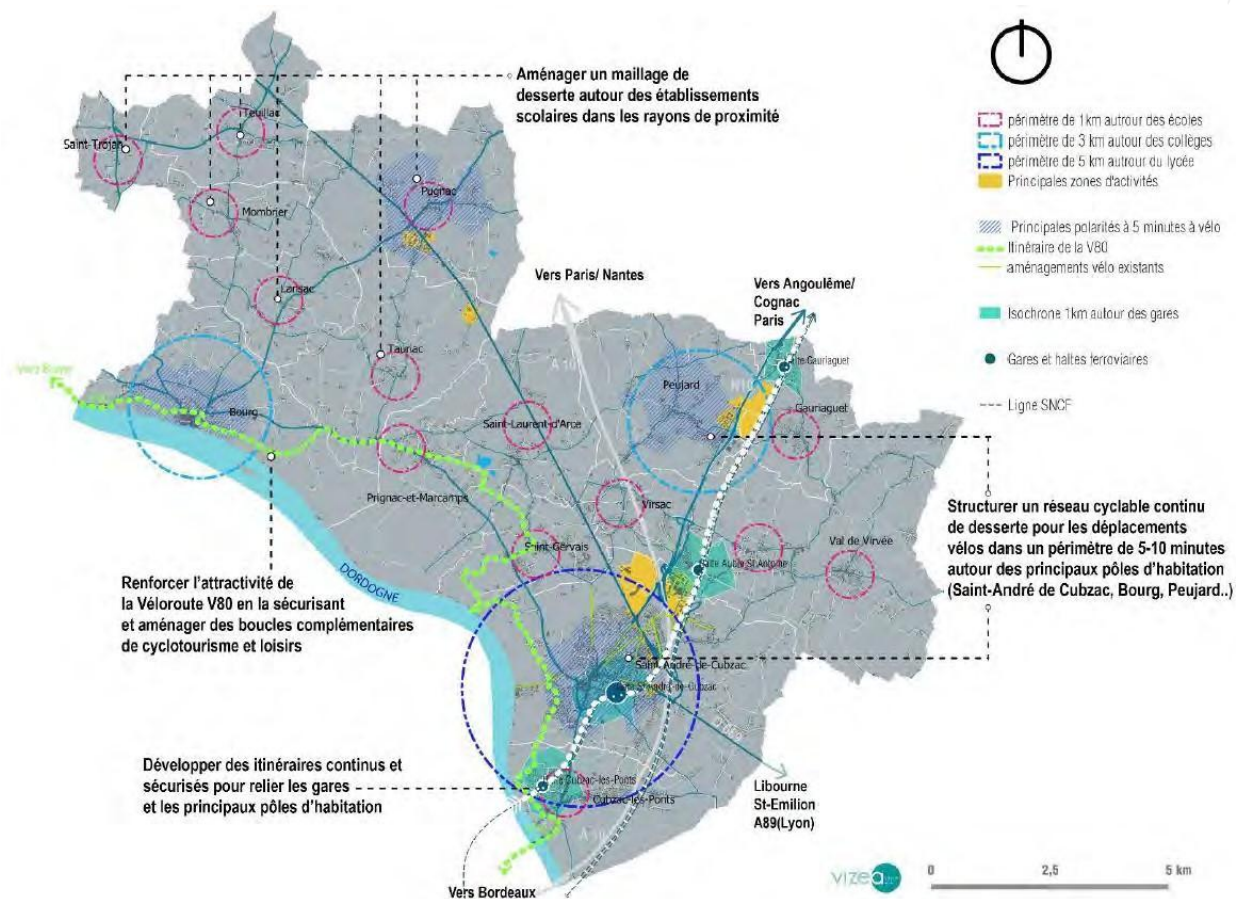 Aménager un maillage de
desserte autour des établissements
scolaires dans les rayons de proximité
périmètre de 1km autrour des écoles
périmètre de 3 km autour des collèges
périmètre de 5 km autrour du lycée
Principales zones d'activités
Principales polarités à 5 minutes à vélo
Itinéraire de la V80
aménagements vélo existants
Isochrone 1km autour des gares
Gares et haltes ferroviaires
Ligne SNCF
Teuillac
Saint-Trojan
Pugnac
Mombrier
Lansac
Tauriac
Vers Paris/ Nantes
Vers Angoulême/
Cognac
Paris
Peujard
Gauriaguet
Bourg
Saint-Laurent-d'Arce
Prignac-et-Marcamps
Virsac
Saint-Gervais
Val de Virvée
Structurer un réseau cyclable continu
de desserte pour les déplacements
vélos dans un périmètre de 5-10 minutes
autour des principaux pôles d'habitation
(Saint-André de Cubzac, Bourg, Peujard..)
DORDOGNE
Renforcer l'attractivité de
la Véloroute V80 en la sécurisant
et aménager des boucles complémentaires
de cyclotourisme et loisirs
Saint-André-de-Cubzac
Développer des itinéraires continus et
sécurisés pour relier les gares
et les principaux pôles d'habitation
Cubzac-les-Ponts
Cubzac-les-Ponts
Libourne
St-Emilion
A89(Lyon)
Vers Bordeaux
vizea
0 2,5 5 km